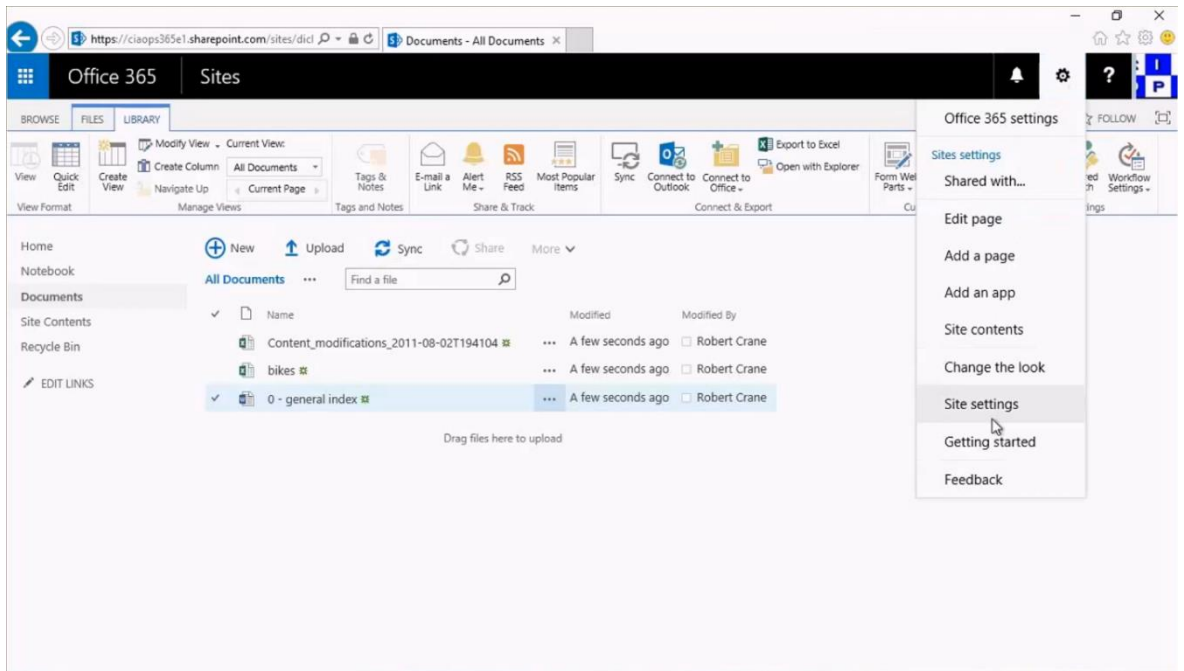 https://ciaops365e1.sharepoint.com/sites/dicl
Documents - All Documents
Office 365
Sites
?
I
P
BROWSE
FILES
LIBRARY
FOLLOW
View
Quick Edit
View Format
Create View
Modify View
Create Column
Navigate Up
Current View:
All Documents
Current Page
Manage Views
Tags & Notes
Tags and Notes
E-mail a Link
Alert Me
RSS Feed
Most Popular Items
Share & Track
Sync
Connect to Outlook
Connect to Office
Export to Excel
Open with Explorer
Connect & Export
Workflow Settings
Home
Notebook
Documents
Site Contents
Recycle Bin
EDIT LINKS
New
Upload
Sync
Share
More
All Documents
...
Find a file
Name
Modified
Modified By
Content_modifications_2011-08-02T194104 ... A few seconds ago Robert Crane
bikes ... A few seconds ago Robert Crane
0 - general index ... A few seconds ago Robert Crane
Drag files here to upload
Office 365 settings
Sites settings
Shared with...
Edit page
Add a page
Add an app
Site contents
Change the look
Site settings
Getting started
Feedback